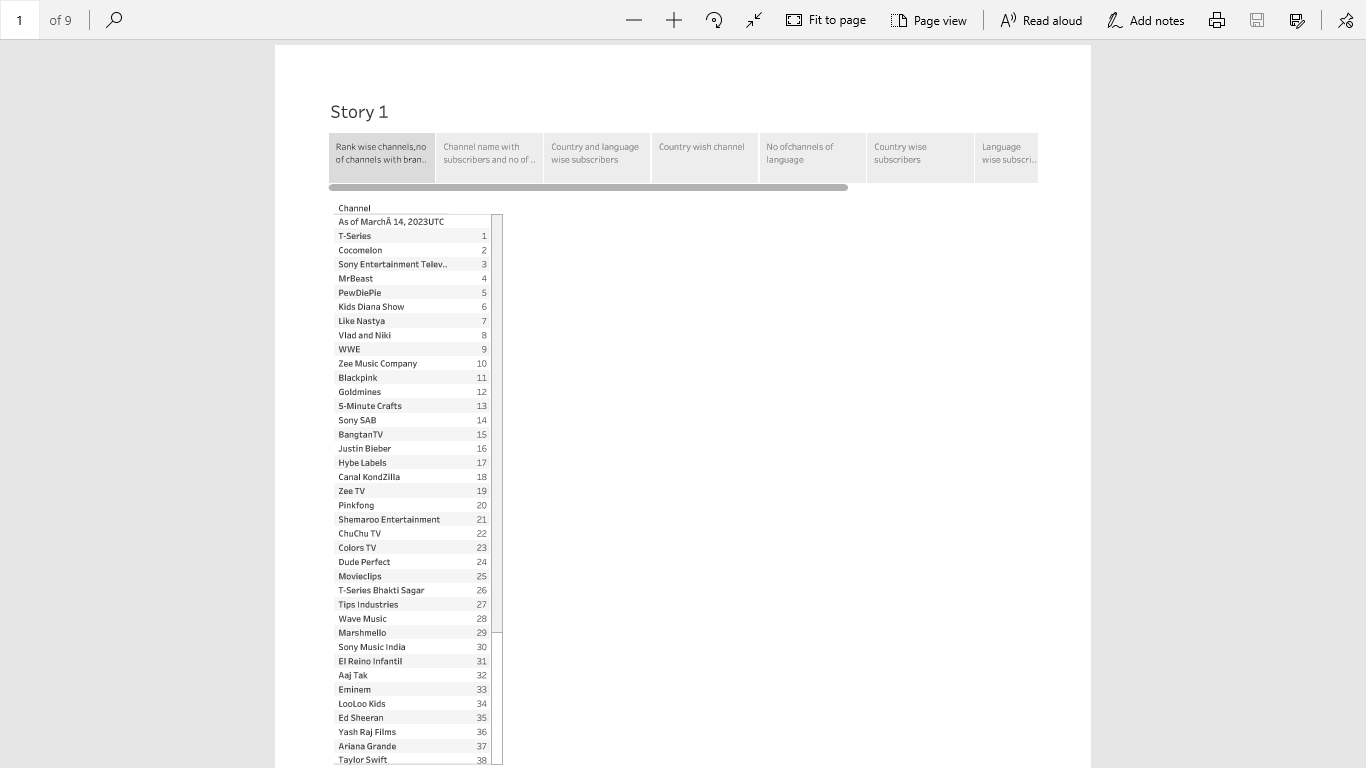 1 of 9 Fit to page Page view Read aloud Add notes
Story 1
Rank wise channels,no
of channels with bran..
Channel name with
subscribers and no of ..
Country and language
wise subscribers
Country wish channel
No ofchannels of
language
Country wise
subscribers
Language
wise subscri..
Channel
As of MarchÂ 14, 2023UTC
T-Series 1
Cocomelon 2
Sony Entertainment Telev.. 3
MrBeast 4
PewDiePie 5
Kids Diana Show 6
Like Nastya 7
Vlad and Niki 8
WWE 9
Zee Music Company 10
Blackpink 11
Goldmines 12
5-Minute Crafts 13
Sony SAB 14
BangtanTV 15
Justin Bieber 16
Hybe Labels 17
Canal KondZilla 18
Zee TV 19
Pinkfong 20
Shemaroo Entertainment 21
ChuChu TV 22
Colors TV 23
Dude Perfect 24
Movieclips 25
T-Series Bhakti Sagar 26
Tips Industries 27
Wave Music 28
Marshmello 29
Sony Music India 30
El Reino Infantil 31
Aaj Tak 32
Eminem 33
LooLoo Kids 34
Ed Sheeran 35
Yash Raj Films 36
Ariana Grande 37
Taylor Swift 38